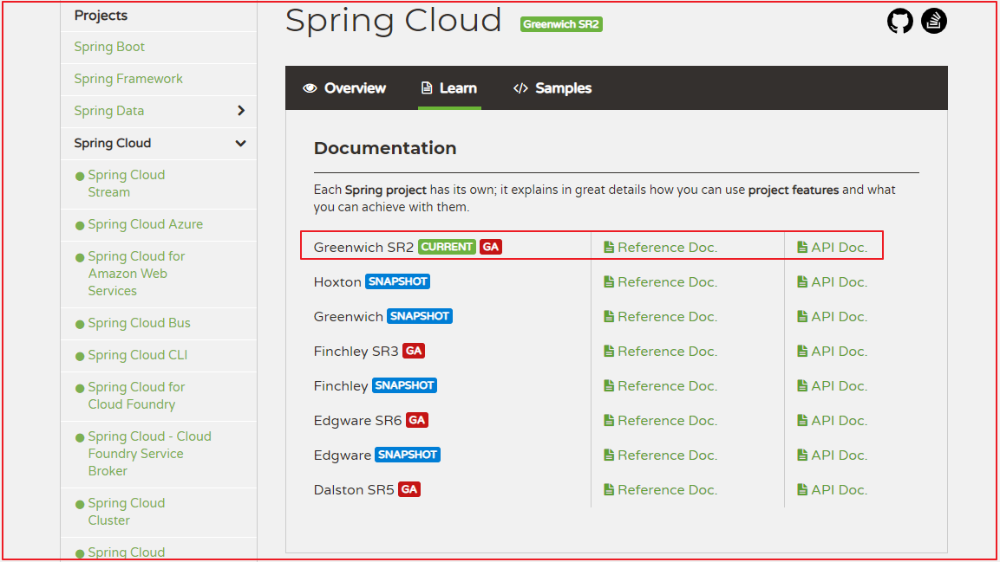 Projects
Spring Boot
Spring Framework
Spring Data
Spring Cloud
Spring Cloud
Stream
Spring Cloud Azure
Spring Cloud for
Amazon Web
Services
Spring Cloud Bus
Spring Cloud CLI
Spring Cloud for
Cloud Foundry
Spring Cloud - Cloud
Foundry Service
Broker
Spring Cloud
Cluster
Spring Cloud
Spring Cloud Greenwich SR2
Overview Learn Samples
Documentation
Each Spring project has its own; it explains in great details how you can use project features and what
you can achieve with them.
Greenwich SR2 CURRENT GA Reference Doc. API Doc.
Hoxton SNAPSHOT Reference Doc. API Doc.
Greenwich SNAPSHOT Reference Doc. API Doc.
Finchley SR3 GA Reference Doc. API Doc.
Finchley SNAPSHOT Reference Doc. API Doc.
Edgware SR6 GA Reference Doc. API Doc.
Edgware SNAPSHOT Reference Doc. API Doc.
Dalston SR5 GA Reference Doc. API Doc.